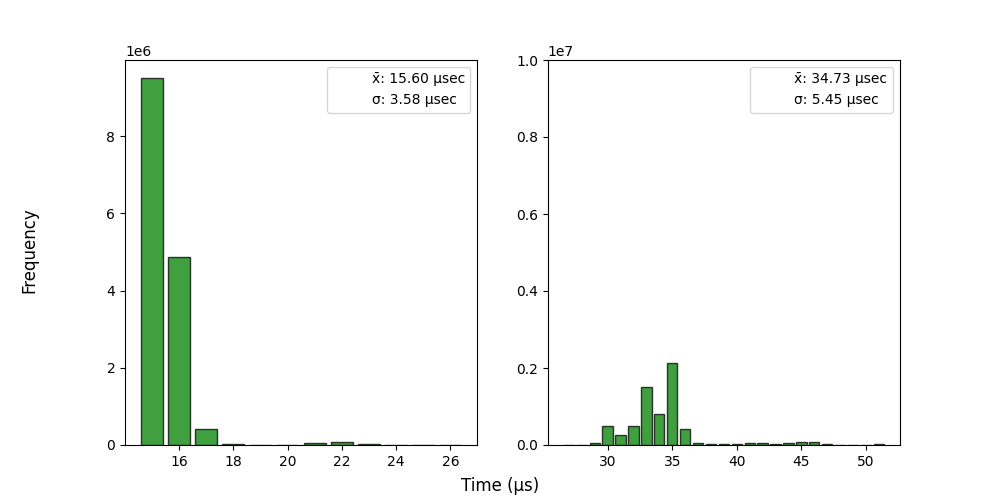 1e6
x̄: 15.60 μsec
σ: 3.58 μsec
8
6
4
2
0
16 18 20 22 24 26
1e7
x̄: 34.73 μsec
σ: 5.45 μsec
1.0
0.8
0.6
0.4
0.2
0.0
30 35 40 45 50
Frequency
Time (μs)